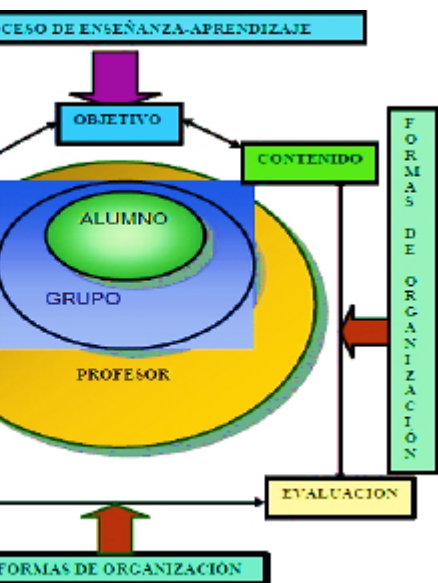 CESO DE ENSEÑANZA-APRENDIZAJE
OBJETIVO
CONTENIDO
ALUMNO
GRUPO
PROFESOR
FORMAS DE ORGANIZACIÓN
EVALUACION
FORMAS DE ORGANIZACIÓN